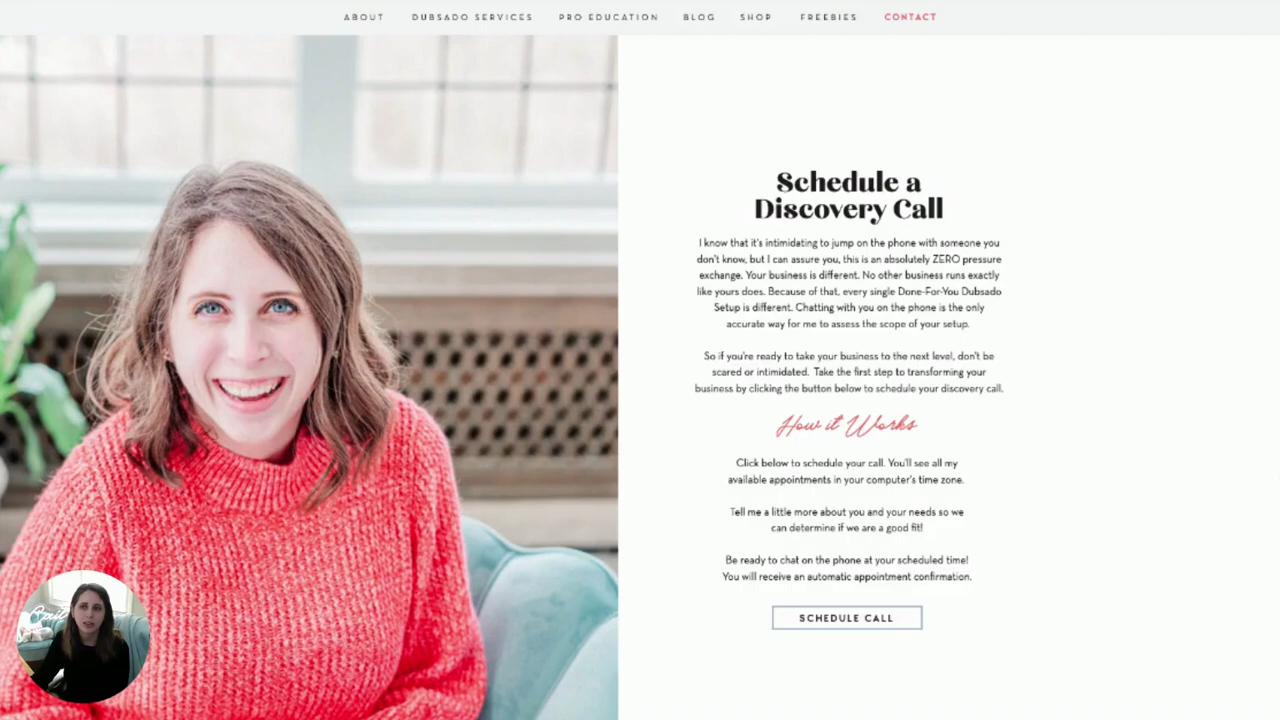 ABOUT DUBSADO SERVICES PRO EDUCATION BLOG SHOP FREEBIES CONTACT
Schedule a
Discovery Call
I know that it's intimidating to jump on the phone with someone you
don't know, but I can assure you, this is an absolutely ZERO pressure
exchange. Your business is different. No other business runs exactly
like yours does. Because of that, every single Done-For-You Dubsado
Setup is different. Chatting with you on the phone is the only
accurate way for me to assess the scope of your setup.
So if you're ready to take your business to the next level, don't be
scared or intimidated. Take the first step to transforming your
business by clicking the button below to schedule your discovery call.
How it Works
Click below to schedule your call. You'll see all my
available appointments in your computer's time zone.
Tell me a little more about you and your needs so we
can determine if we are a good fit!
Be ready to chat on the phone at your scheduled time!
You will receive an automatic appointment confirmation.
SCHEDULE CALL